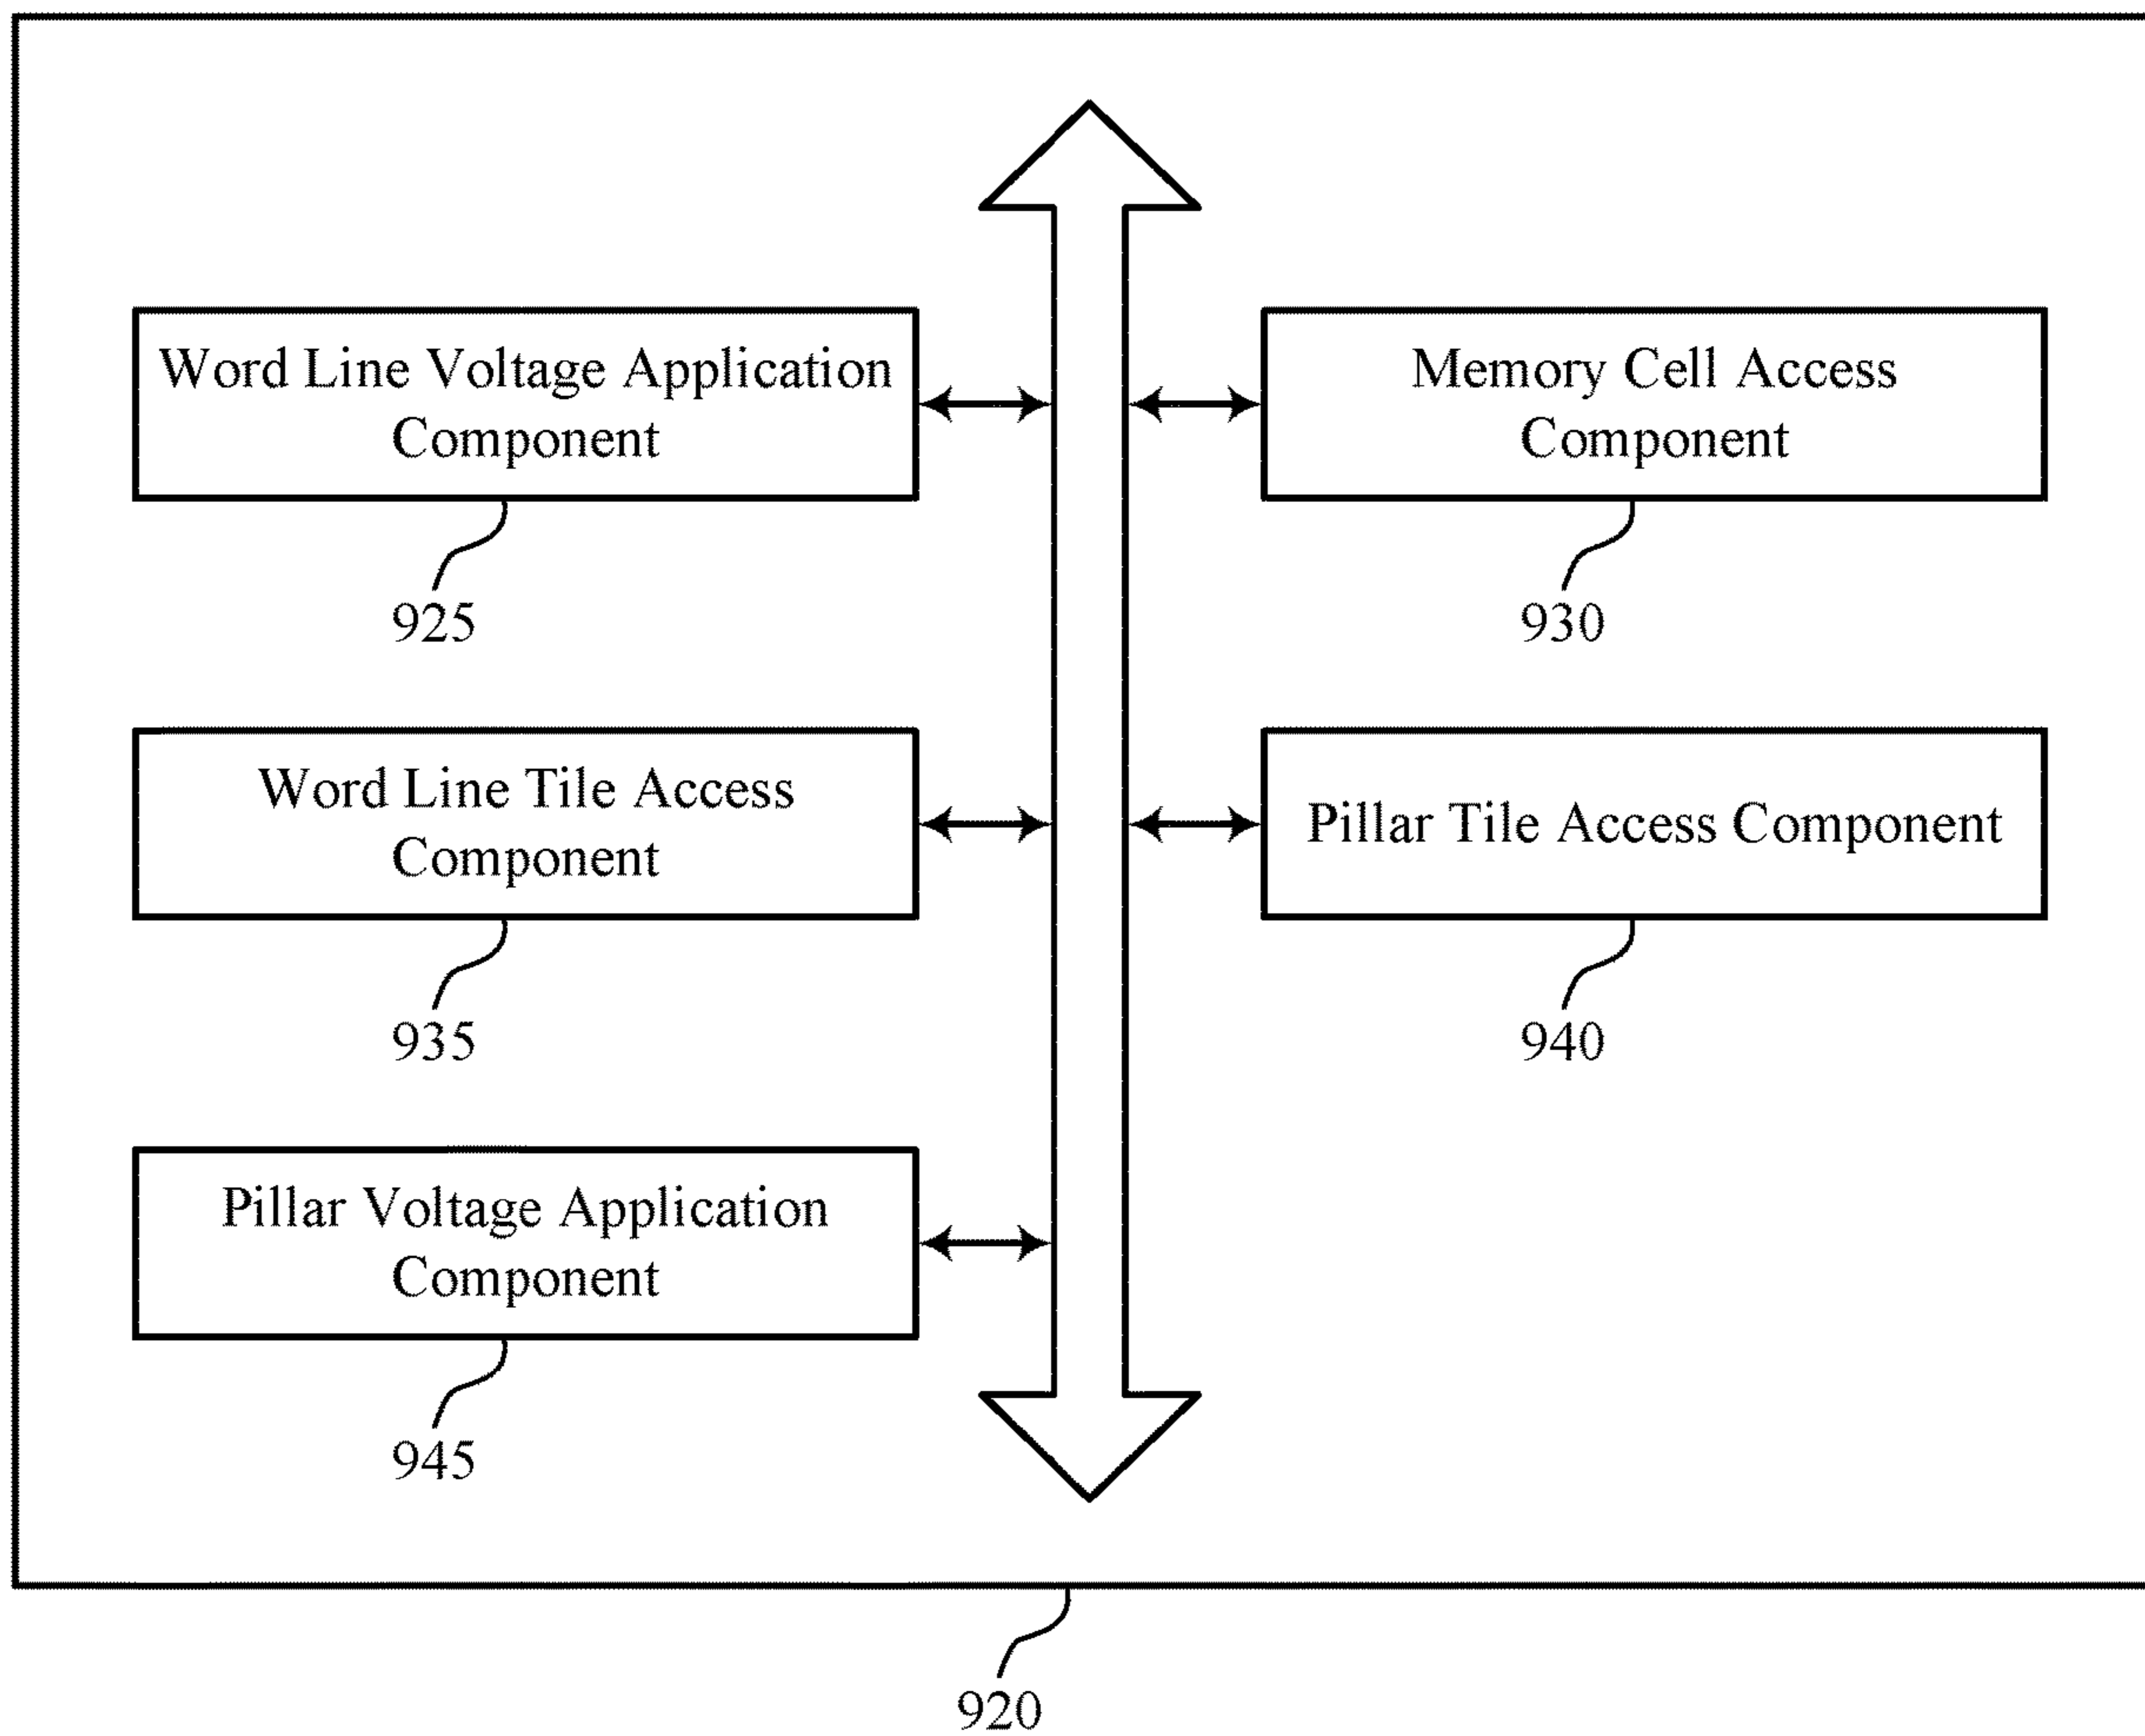 Word Line Voltage Application
Component
925
Memory Cell Access
Component
930
Word Line Tile Access
Component
935
Pillar Tile Access Component
940
Pillar Voltage Application
Component
945
920